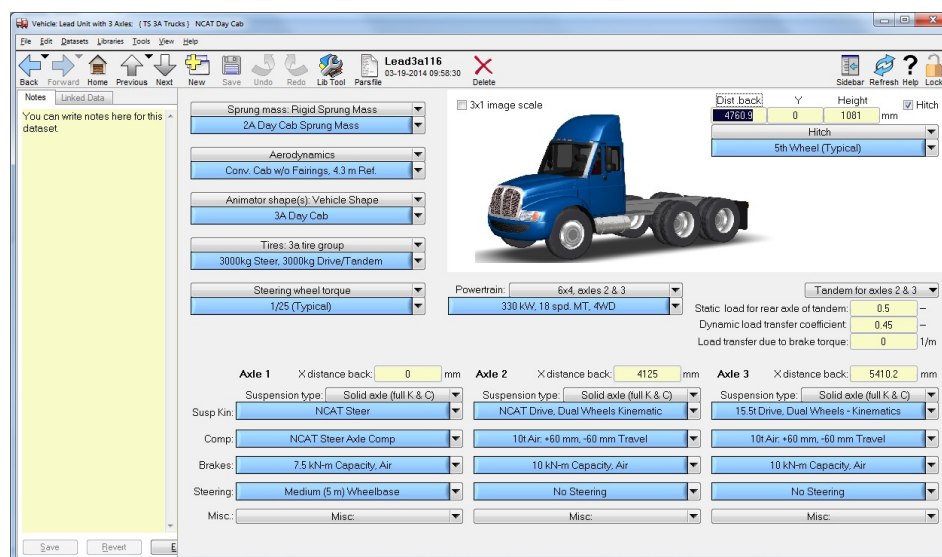 Vehicle: Lead Unit with 3 Axles; { TS 3A Trucks } NCAT Day Cab
File Edit Datasets Libraries Tools View Help
Back Forward Home Previous Next New Save Undo Redo Lib Tool Parsfile Lead3a116 03-19-2014 09:58:30 Delete Sidebar Refresh Help Lock
Notes Linked Data
You can write notes here for this dataset.
Save Revert E
Sprung mass: Rigid Sprung Mass
2A Day Cab Sprung Mass
Aerodynamics
Conv. Cab w/o Fairings, 4.3 m Ref.
Animator shape(s): Vehicle Shape
3A Day Cab
Tires: 3a tire group
3000kg Steer, 3000kg Drive/Tandem
Steering wheel torque
1/25 (Typical)
3x1 image scale
Dist. back Y Height Hitch
4760.9 0 1081 mm
Hitch
5th Wheel (Typical)
Powertrain: 6x4, axles 2 & 3
330 kW, 18 spd. MT, 4WD
Tandem for axles 2 & 3
Static load for rear axle of tandem: 0.5 –
Dynamic load transfer coefficient: 0.45 –
Load transfer due to brake torque: 0 1/m
Axle 1 X distance back: 0 mm Axle 2 X distance back: 4125 mm Axle 3 X distance back: 5410.2 mm
Suspension type: Solid axle (full K & C) Suspension type: Solid axle (full K & C) Suspension type: Solid axle (full K & C)
Susp Kin: NCAT Steer NCAT Drive, Dual Wheels Kinematic 15.5t Drive, Dual Wheels - Kinematics
Comp: NCAT Steer Axle Comp 10t Air: +60 mm, -60 mm Travel 10t Air: +60 mm, -60 mm Travel
Brakes: 7.5 kN-m Capacity, Air 10 kN-m Capacity, Air 10 kN-m Capacity, Air
Steering: Medium (5 m) Wheelbase No Steering No Steering
Misc.: Misc: Misc: Misc: